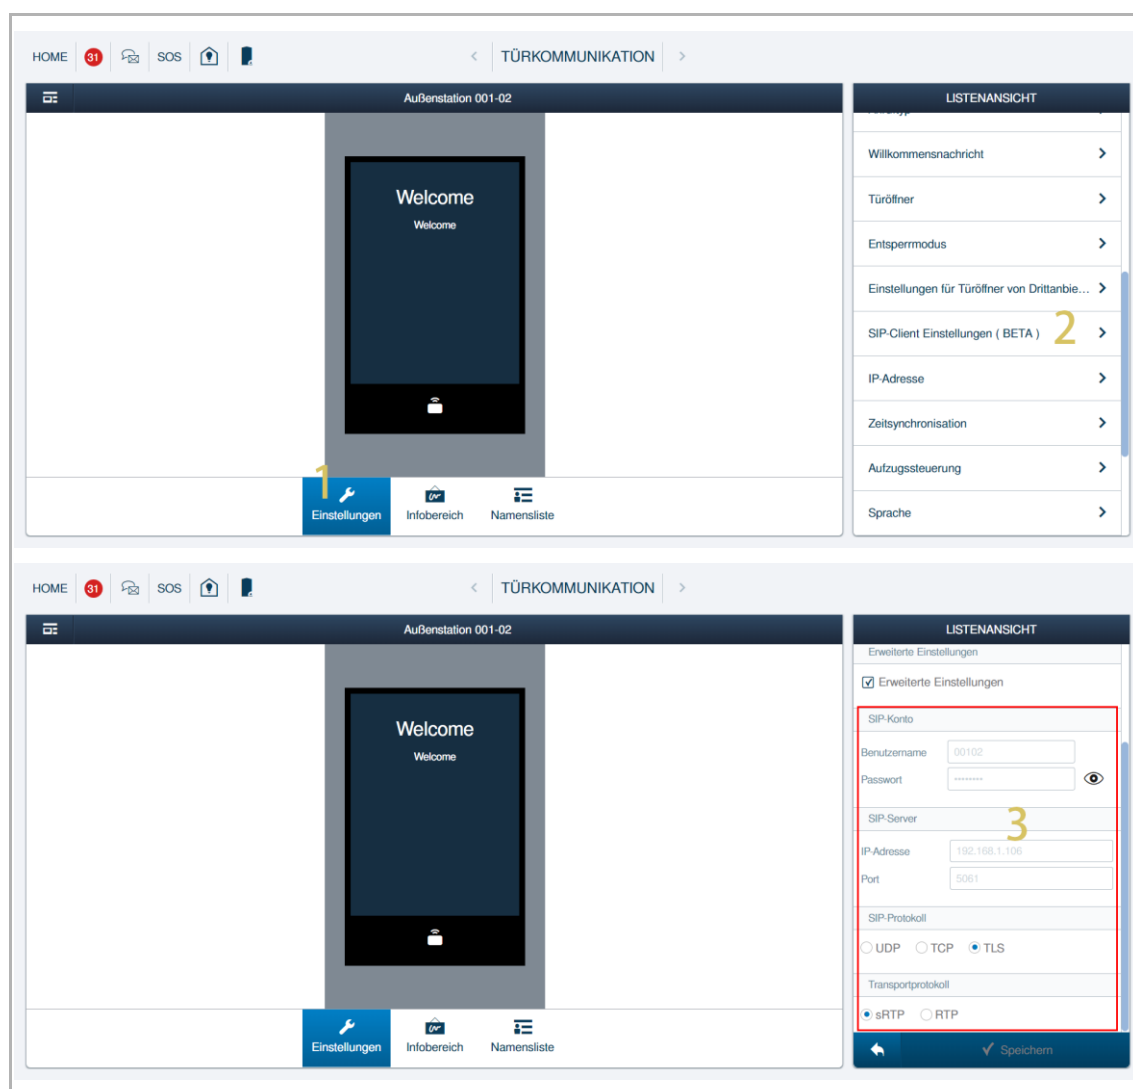 HOME 31 SOS TÜRKOMMUNIKATION
Außenstation 001-02
Welcome
Welcome
1
Einstellungen Infobereich Namensliste
LISTENANSICHT
Willkommensnachricht
Türöffner
Entsperrmodus
Einstellungen für Türöffner von Drittanbie...
SIP-Client Einstellungen ( BETA ) 2
IP-Adresse
Zeitsynchronisation
Aufzugssteuerung
Sprache
HOME 31 SOS TÜRKOMMUNIKATION
Außenstation 001-02
Welcome
Welcome
Einstellungen Infobereich Namensliste
LISTENANSICHT
Erweiterte Einstellungen
Erweiterte Einstellungen
SIP-Konto
Benutzername 00102
Passwort ********
SIP-Server
3
IP-Adresse 192.168.1.106
Port 5061
SIP-Protokoll
UDP TCP TLS
Transportprotokoll
sRTP RTP
Speichern